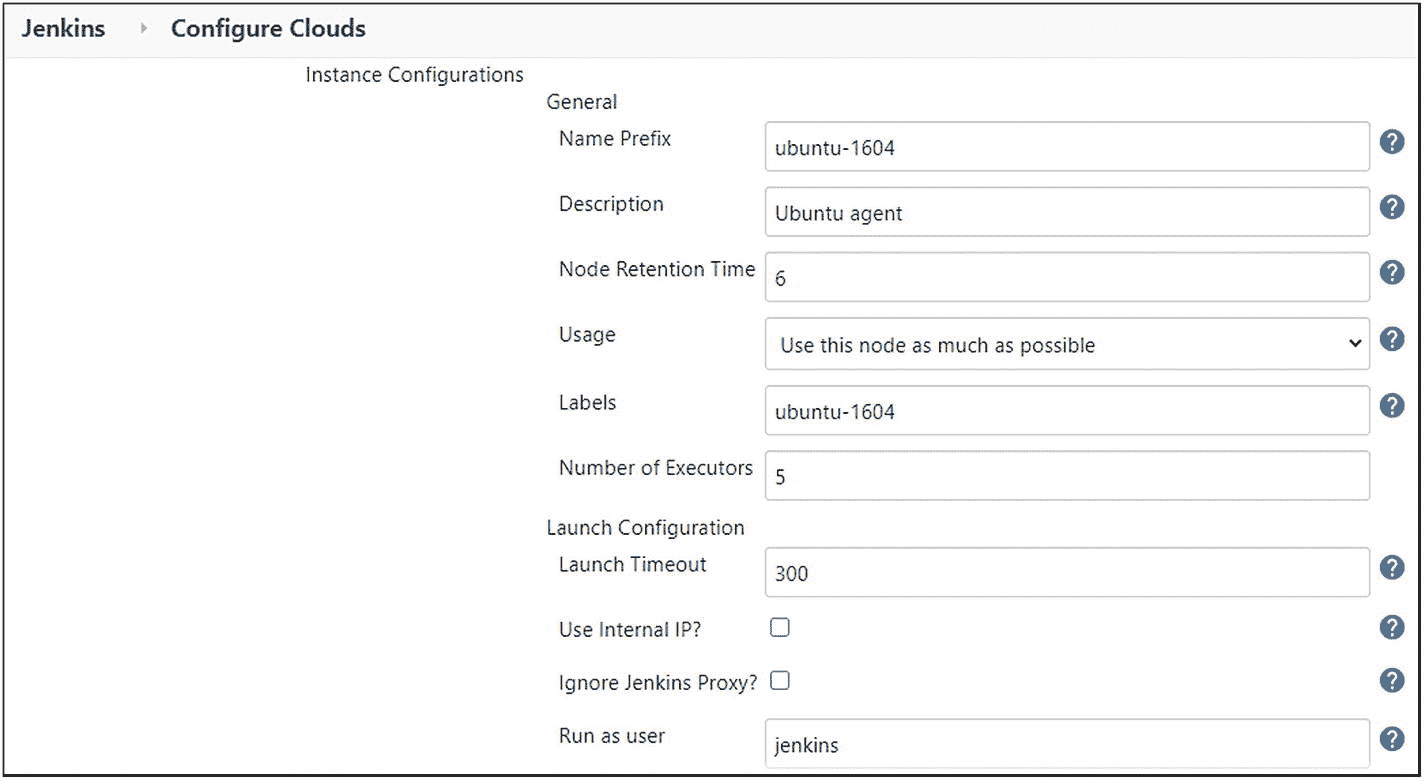 Jenkins Configure Clouds
Instance Configurations
General
Name Prefix ubuntu-1604 ?
Description Ubuntu agent ?
Node Retention Time 6 ?
Usage Use this node as much as possible ?
Labels ubuntu-1604 ?
Number of Executors 5
Launch Configuration
Launch Timeout 300 ?
Use Internal IP? ?
Ignore Jenkins Proxy? ?
Run as user jenkins ?